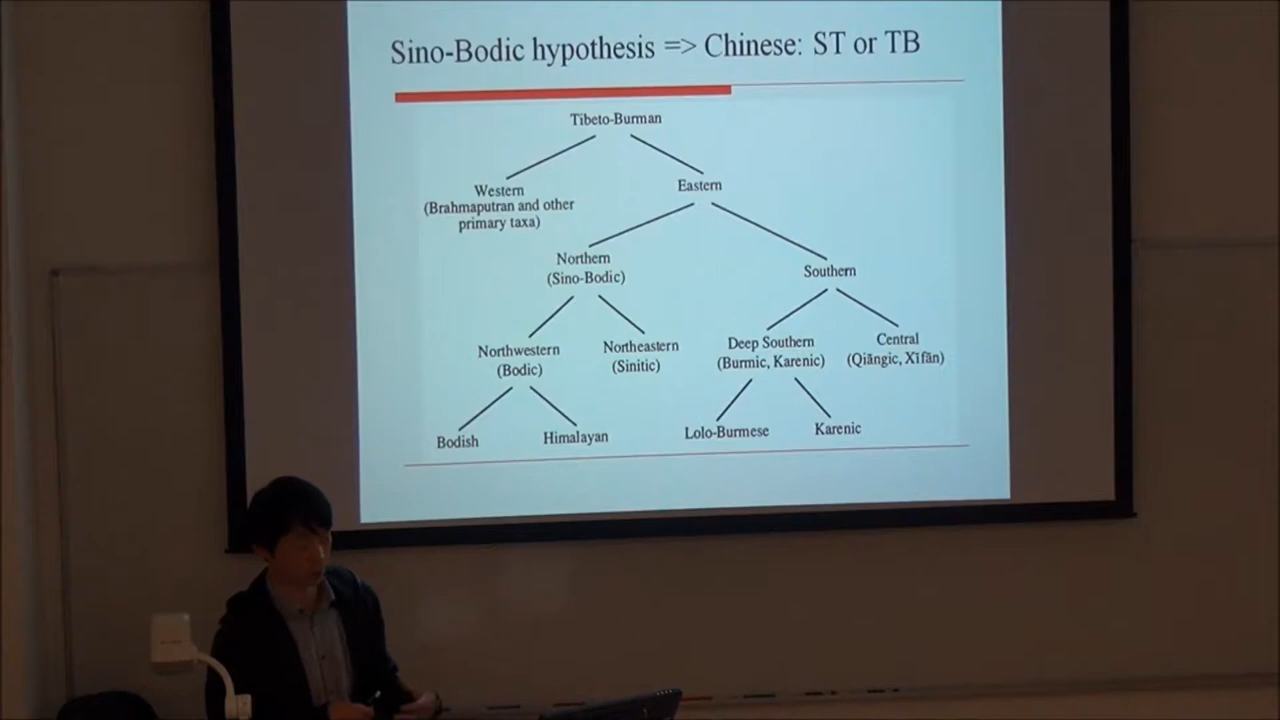 Sino-Bodic hypothesis => Chinese: ST or TB
Tibeto-Burman
Western
(Brahmaputran and other
primary taxa)
Eastern
Northern
(Sino-Bodic)
Southern
Northwestern
(Bodic)
Northeastern
(Sinitic)
Deep Southern
(Burmic, Karenic)
Central
(Qiāngic, Xīfān)
Bodish
Himalayan
Lolo-Burmese
Karenic